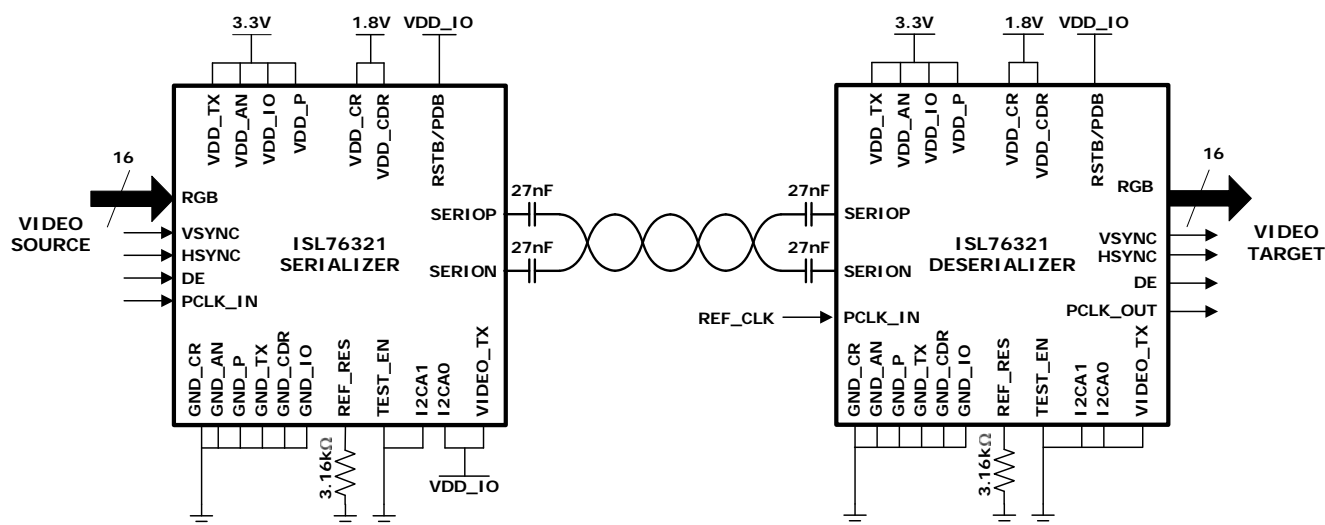 3.3V
1.8V
VDD_IO
VDD_TX
VDD_AN
VDD_IO
VDD_P
VDD_CR
VDD_CDR
RSTB/PDB
16
RGB
VIDEO
SOURCE
VSYNC
HSYNC
DE
PCLK_IN
ISL76321
SERIALIZER
SERIOP
SERION
GND_CR
GND_AN
GND_P
GND_TX
GND_CDR
GND_IO
REF_RES
TEST_EN
I2CA1
I2CA0
VIDEO_TX
3.16kΩ
VDD_IO
27nF
27nF
27nF
27nF
REF_CLK
3.3V
1.8V
VDD_IO
VDD_TX
VDD_AN
VDD_IO
VDD_P
VDD_CR
VDD_CDR
RSTB/PDB
SERIOP
SERION
PCLK_IN
ISL76321
DESERIALIZER
RGB
16
VSYNC
HSYNC
DE
PCLK_OUT
VIDEO
TARGET
GND_CR
GND_AN
GND_P
GND_TX
GND_CDR
GND_IO
REF_RES
TEST_EN
I2CA1
I2CA0
VIDEO_TX
3.16kΩ